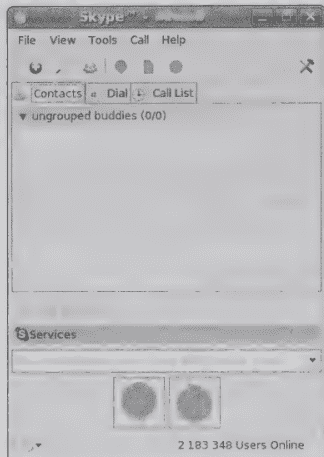 Skype™ -
File View Tools Call Help
Contacts Dial Call List
▼ ungrouped buddies (0/0)
Services
2 183 348 Users Online